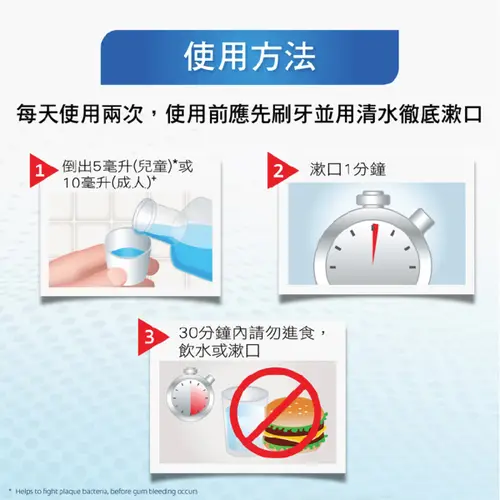 使用方法
每天使用兩次，使用前應先刷牙並用清水徹底漱口
1
倒出5毫升(兒童)*或
10毫升(成人)⁺
2
漱口1分鐘
3
30分鐘內請勿進食，
飲水或漱口
* Helps to fight plaque bacteria, before gum bleeding occurs